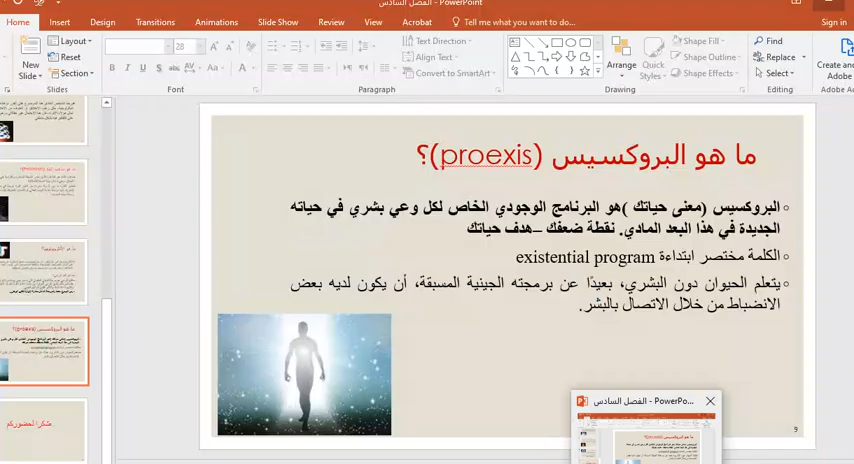 الفصل السادس - PowerPoint
Home Insert Design Transitions Animations Slide Show Review View Acrobat Tell me what you want to do... Sign in
New Slide
Layout
Reset
Section
28
B I U S abc AV Aa A
Text Direction
Align Text
Convert to SmartArt
Arrange
Quick Styles
Shape Fill
Shape Outline
Shape Effects
Find
Replace
Select
Create and
Adobe
Slides Font Paragraph Drawing Editing Adobe A
ما هو البروكسيس (proexis)؟
البروكسيس (معنى حياتك )هو البرنامج الوجودي الخاص لكل وعي بشري في حياته
الجديدة في هذا البعد المادي. نقطة ضعفك –هدف حياتك
الكلمة مختصر ابتداءة existential program
يتعلم الحيوان دون البشري، بعيدًا عن برمجته الجينية المسبقة، أن يكون لديه بعض
الانضباط من خلال الاتصال بالبشر.
9
شكرا لحضوركم
الفصل السادس - PowerPo...